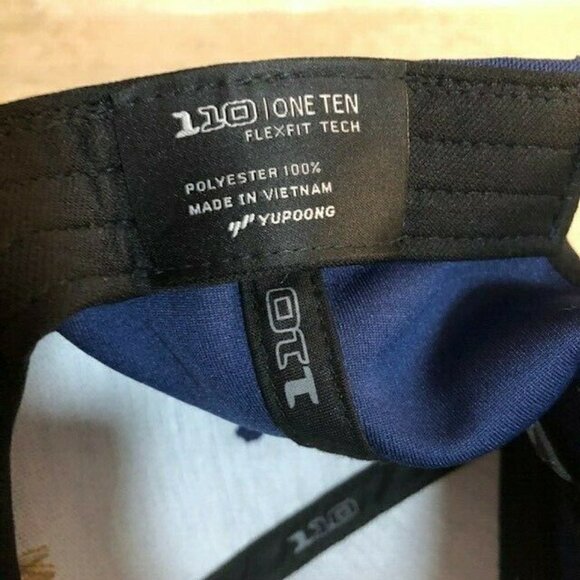 110 | ONE TEN
FLEXFIT TECH
POLYESTER 100%
MADE IN VIETNAM
YUPOONG
110
110